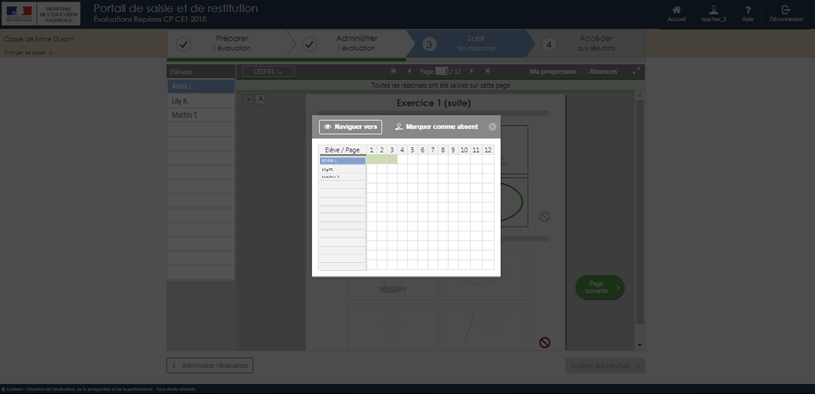 MINISTÈRE
DE L'ÉDUCATION
NATIONALE
Portail de saisie et de restitution
Évaluations Repères CP CE1 2018
Accueil
teacher_2
Aide
Déconnexion
Classe de Mme Durant
Changer de classe
Préparer
l'évaluation
Administrer
l'évaluation
3
Saisir
les réponses
4
Accéder
aux résultats
Elèves
CE1FR1
Page 3 / 12
Ma progression
Absences
Toutes les réponses ont été saisies sur cette page
Anaïs L.
Lily R.
Mathis T.
A A
Exercice 1 (suite)
Naviguer vers
Marquer comme absent
Elève / Page 1 2 3 4 5 6 7 8 9 10 11 12
Anaïs L.
Lily R.
Mathis T.
Page
suivante
Administrer l'évaluation
Accéder aux résultats
© Contenu : Direction de l'évaluation, de la prospective et de la performance - Tous droits réservés